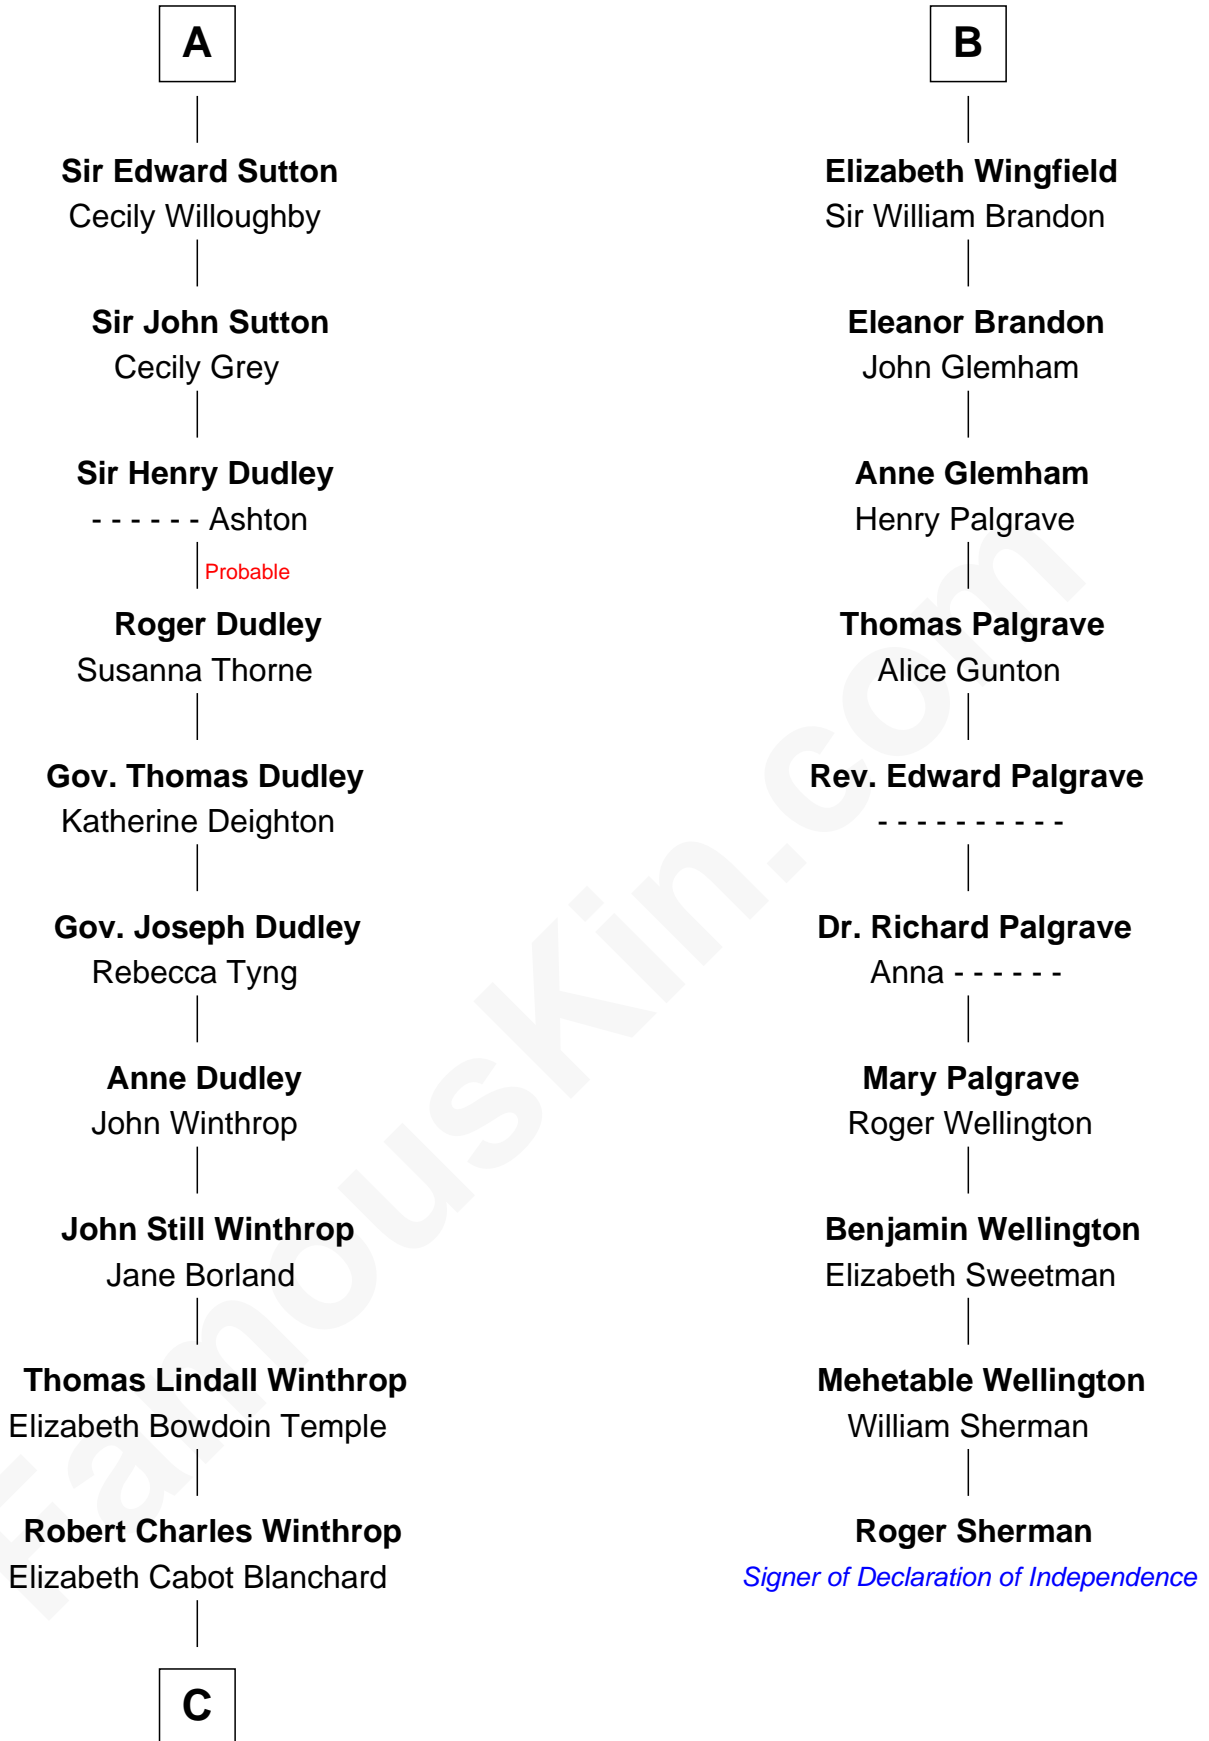 A
Sir Edward Sutton
Cecily Willoughby
Sir John Sutton
Cecily Grey
Sir Henry Dudley
- - - - - - Ashton
Probable
Roger Dudley
Susanna Thorne
Gov. Thomas Dudley
Katherine Deighton
Gov. Joseph Dudley
Rebecca Tyng
Anne Dudley
John Winthrop
John Still Winthrop
Jane Borland
Thomas Lindall Winthrop
Elizabeth Bowdoin Temple
Robert Charles Winthrop
Elizabeth Cabot Blanchard
C
B
Elizabeth Wingfield
Sir William Brandon
Eleanor Brandon
John Glemham
Anne Glemham
Henry Palgrave
Thomas Palgrave
Alice Gunton
Rev. Edward Palgrave
- - - - - - - - - -
Dr. Richard Palgrave
Anna - - - - - -
Mary Palgrave
Roger Wellington
Benjamin Wellington
Elizabeth Sweetman
Mehetable Wellington
William Sherman
Roger Sherman
Signer of Declaration of Independence
FamousKin.com